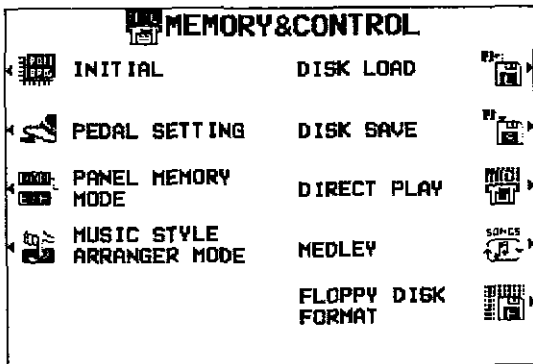 MEMORY&CONTROL
INITIAL
PEDAL SETTING
PANEL MEMORY
MODE
MUSIC STYLE
ARRANGER MODE
DISK LOAD
DISK SAVE
DIRECT PLAY
MEDLEY
SONGS
FLOPPY DISK
FORMAT